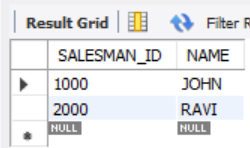 Result Grid Filter R
SALESMAN_ID NAME
1000 JOHN
2000 RAVI
NULL NULL